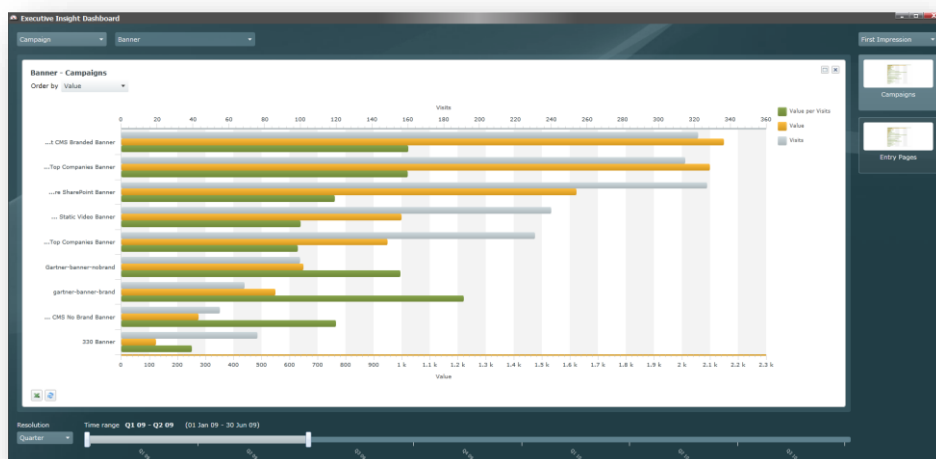 Executive Insight Dashboard
Campaign Banner First Impression
Banner - Campaigns
Order by Value
Visits
0 20 40 60 80 100 120 140 160 180 200 220 240 260 280 300 320 340 360
Value per Visits
Value
Visits
...t CMS Branded Banner
...Top Companies Banner
...re SharePoint Banner
... Static Video Banner
...Top Companies Banner
Gartner-banner-nobrand
gartner-banner-brand
... CMS No Brand Banner
330 Banner
0 100 200 300 400 500 600 700 800 900 1 k 1.1 k 1.2 k 1.3 k 1.4 k 1.5 k 1.6 k 1.7 k 1.8 k 1.9 k 2 k 2.1 k 2.2 k 2.3 k
Value
Campaigns
Entry Pages
Resolution
Quarter
Time range Q1 09 - Q2 09 (01 Jan 09 - 30 Jun 09)